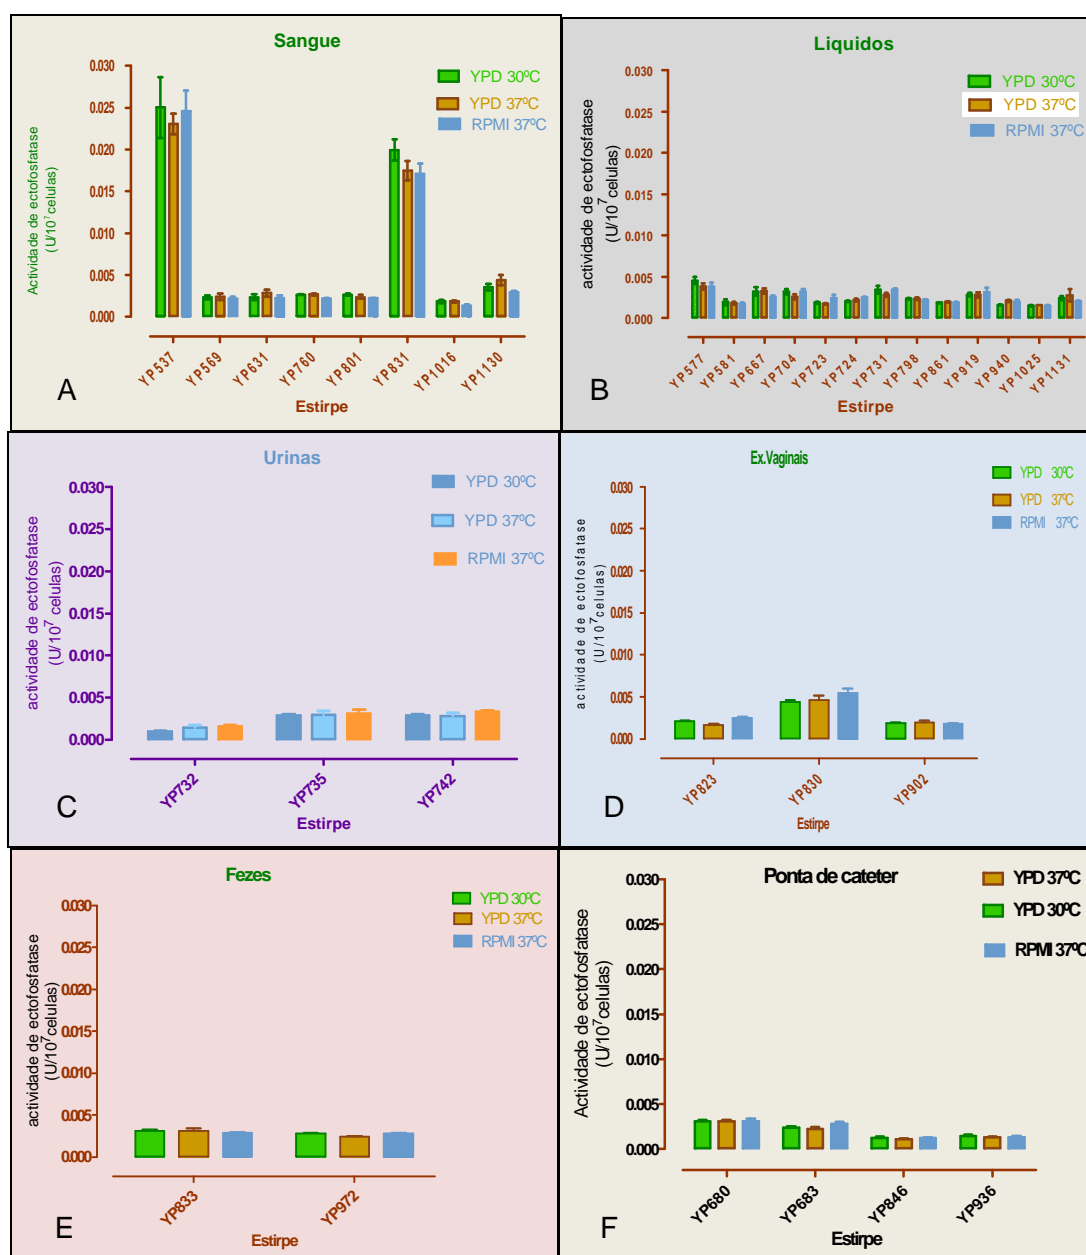 Sangue
0.030
0.025
0.020
0.015
0.010
0.005
0.000
Actividade de ectofosfatase
(U/10⁷ celulas)
YPD 30ºC
YPD 37ºC
RPMI 37ºC
YP537
YP569
YP631
YP760
YP801
YP831
YP1016
YP1130
Estirpe
A
Liquidos
0.030
0.025
0.020
0.015
0.010
0.005
0.000
actividade de ectofosfatase
(U/10⁷ celulas)
YPD 30ºC
YPD 37ºC
RPMI 37ºC
YP577
YP581
YP667
YP704
YP723
YP724
YP731
YP798
YP861
YP919
YP940
YP1025
YP1131
Estirpe
B
Urinas
0.030
0.025
0.020
0.015
0.010
0.005
0.000
actividade de ectofosfatase
(U/10⁷ celulas)
YPD 30ºC
YPD 37ºC
RPMI 37ºC
YP732
YP735
YP742
Estirpe
C
Ex.Vaginais
0.030
0.025
0.020
0.015
0.010
0.005
0.000
actividade de ectofosfatase
(U/10⁷ celulas)
YPD 30ºC
YPD 37ºC
RPMI 37ºC
YP823
YP830
YP902
Estirpe
D
Fezes
0.030
0.025
0.020
0.015
0.010
0.005
0.000
actividade de ectofosfatase
(U/10⁷celulas)
YPD 30ºC
YPD 37ºC
RPMI 37ºC
YP833
YP972
Estirpe
E
Ponta de cateter
0.030
0.025
0.020
0.015
0.010
0.005
0.000
Actividade de ectofosfatase
(U/10⁷celulas)
YPD 37ºC
YPD 30ºC
RPMI 37ºC
YP680
YP683
YP846
YP936
Estirpe
F